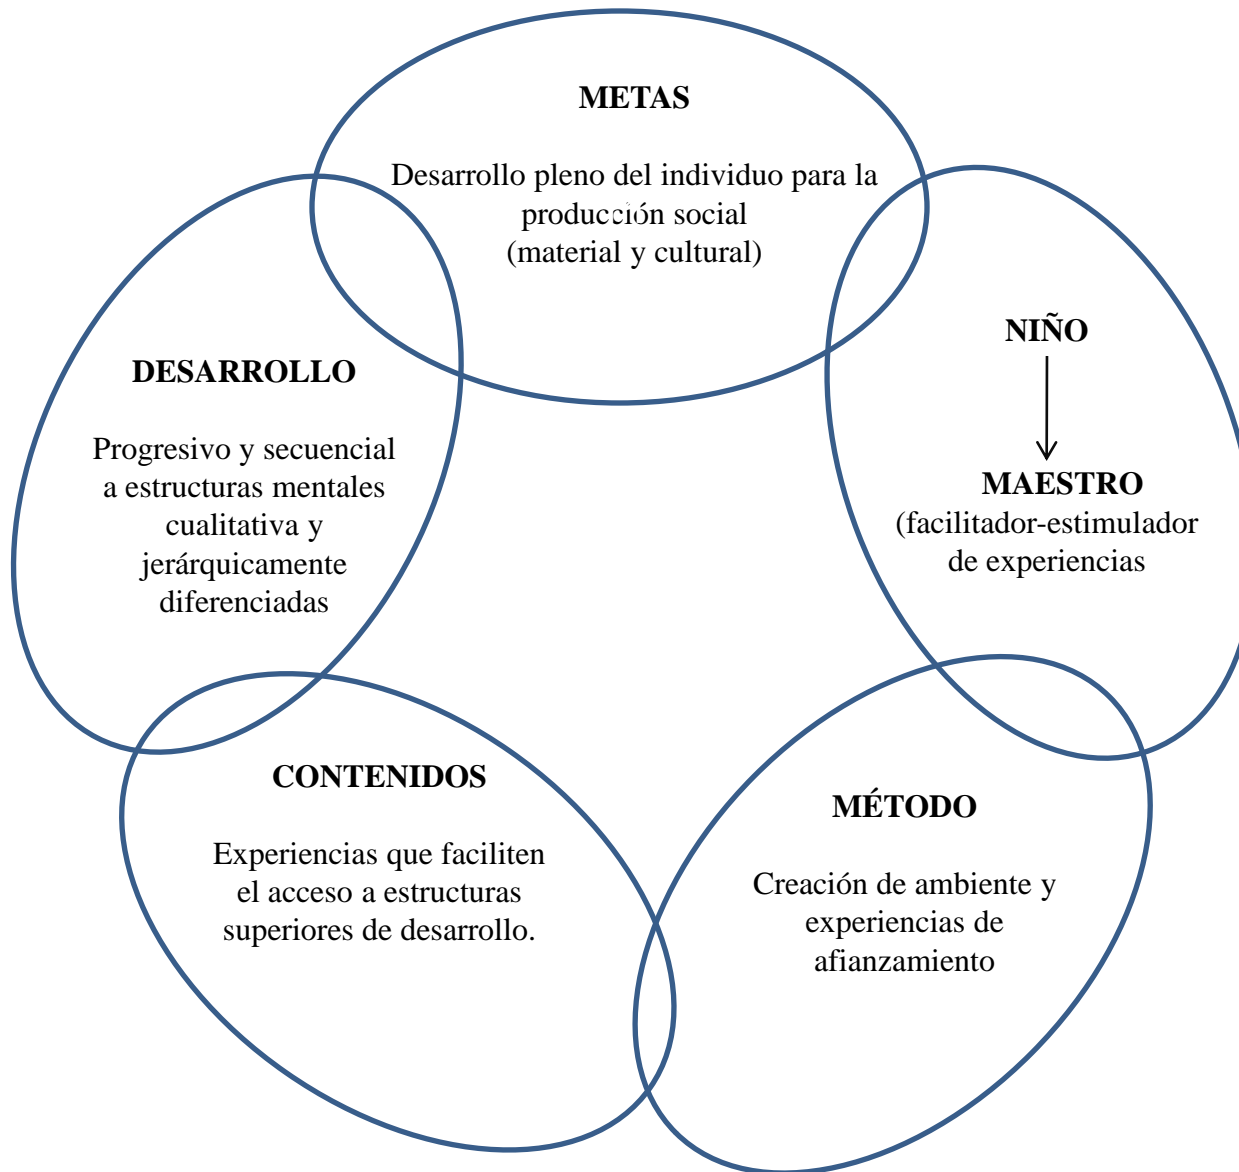 METAS
Desarrollo pleno del individuo para la
producción social
(material y cultural)
NIÑO
MAESTRO
(facilitador-estimulador
de experiencias
DESARROLLO
Progresivo y secuencial
a estructuras mentales
cualitativa y
jerárquicamente
diferenciadas
CONTENIDOS
Experiencias que faciliten
el acceso a estructuras
superiores de desarrollo.
MÉTODO
Creación de ambiente y
experiencias de
afianzamiento